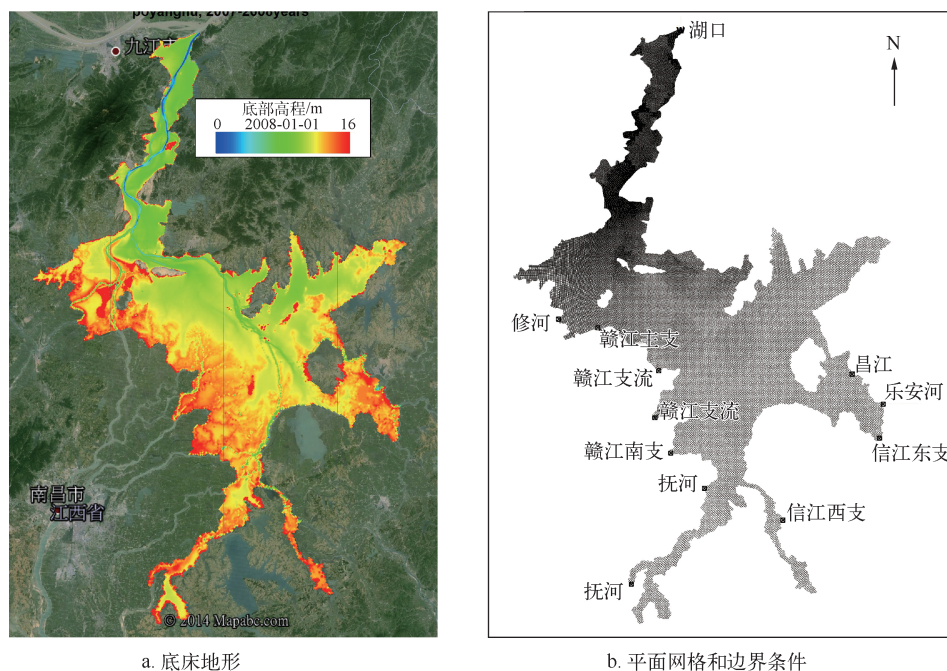 poyanghu, 2007-2008years
九江市
底部高程/m
0 2008-01-01 16
南昌市
江西省
© 2014 Mapabc.com
a. 底床地形
湖口
N
修河
赣江主支
赣江支流
赣江支流
赣江南支
抚河
抚河
昌江
乐安河
信江东支
信江西支
b. 平面网格和边界条件